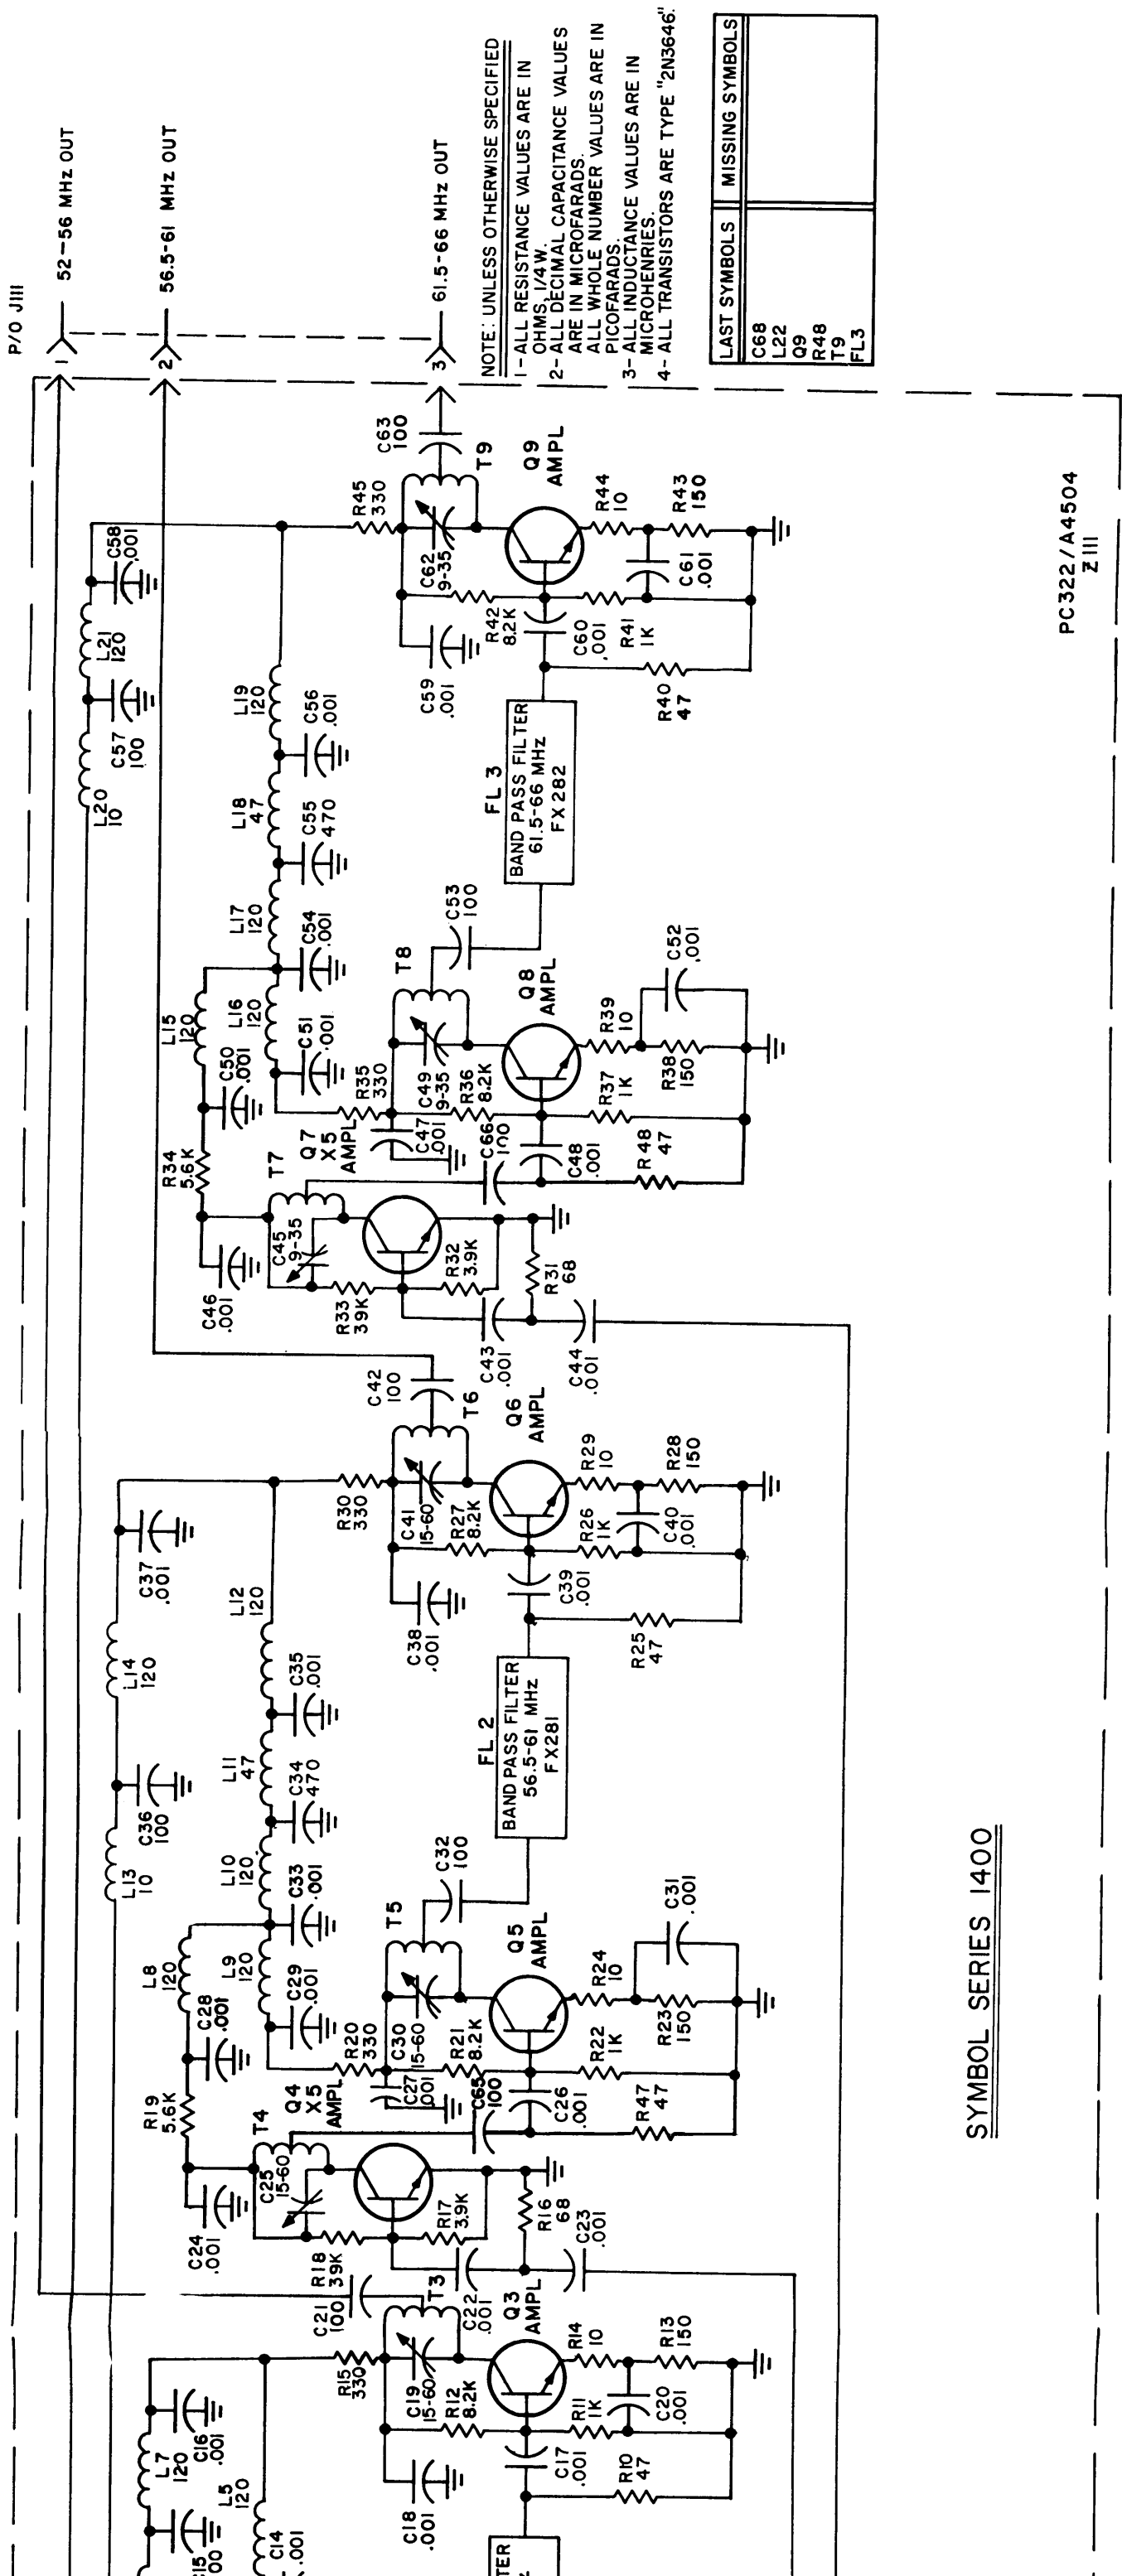 P/O J111
1
52-56 MHz OUT
2
56.5-61 MHz OUT
3
61.5-66 MHz OUT
NOTE: UNLESS OTHERWISE SPECIFIED
1- ALL RESISTANCE VALUES ARE IN
OHMS, 1/4 W.
2- ALL DECIMAL CAPACITANCE VALUES
ARE IN MICROFARADS.
ALL WHOLE NUMBER VALUES ARE IN
PICOFARADS.
3- ALL INDUCTANCE VALUES ARE IN
MICROHENRIES.
4- ALL TRANSISTORS ARE TYPE "2N3646".
LAST SYMBOLS
MISSING SYMBOLS
C68
L22
Q9
R48
T9
FL3
PC322/A4504
Z111
SYMBOL SERIES 1400
C63
100
T9
Q9
AMPL
R45
330
C62
9-35
R44
10
R43
150
C61
.001
C58
.001
L21
120
C57
100
L20
10
R42
8.2K
C60
.001
R41
1K
C59
.001
R40
47
L19
120
C56
.001
L18
47
C55
470
L17
120
C54
.001
FL 3
BAND PASS FILTER
61.5-66 MHz
FX282
C53
100
T8
Q8
AMPL
C52
.001
L15
120
L16
120
C51
.001
C50
.001
R35
330
C49
9-35
R36
8.2K
R39
10
R38
150
R37
1K
C47
.001
C66
100
C48
.001
R48
47
R34
5.6K
Q7
X5
AMPL
T7
C45
9-35
C46
.001
R33
39K
R32
3.9K
R31
68
C43
.001
C44
.001
C42
100
T6
Q6
AMPL
R30
330
C41
15-60
R27
8.2K
R29
10
R28
150
R26
1K
C40
.001
C37
.001
L14
120
C36
100
L13
10
L12
120
C35
.001
L11
47
C34
470
L10
120
C33
.001
C38
.001
C39
.001
R25
47
FL 2
BAND PASS FILTER
56.5-61 MHz
FX281
C32
100
T5
Q5
AMPL
C31
.001
L8
120
L9
120
C29
.001
C28
.001
R20
330
C30
15-60
R21
8.2K
R24
10
R23
150
R22
1K
C27
.001
C65
100
C26
.001
R47
47
R19
5.6K
Q4
X5
AMPL
T4
C25
15-60
C24
.001
R18
39K
R17
3.9K
R16
68
C23
.001
C22
.001
C21
100
T3
Q3
AMPL
R15
330
C19
15-60
R12
8.2K
R14
10
R13
150
R11
1K
C20
.001
C16
.001
L7
120
L5
120
C14
.001
C18
.001
C17
.001
R10
47